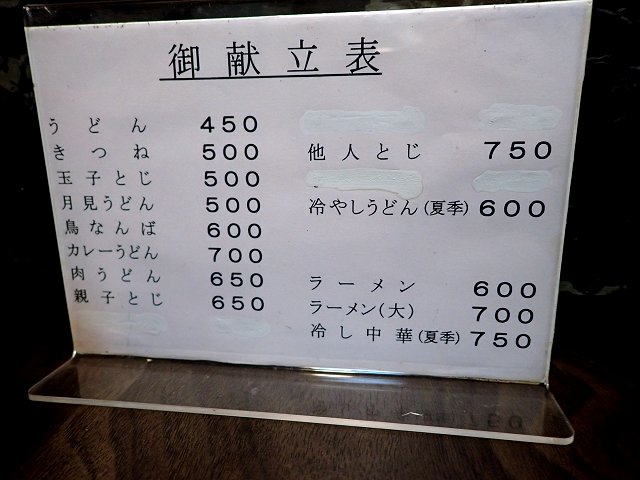 御献立表
うどん 450
きつね 500
玉子とじ 500
月見うどん 500
鳥なんば 600
カレーうどん 700
肉うどん 650
親子とじ 650
他人とじ 750
冷やしうどん(夏季) 600
ラーメン 600
ラーメン(大) 700
冷し中華(夏季) 750